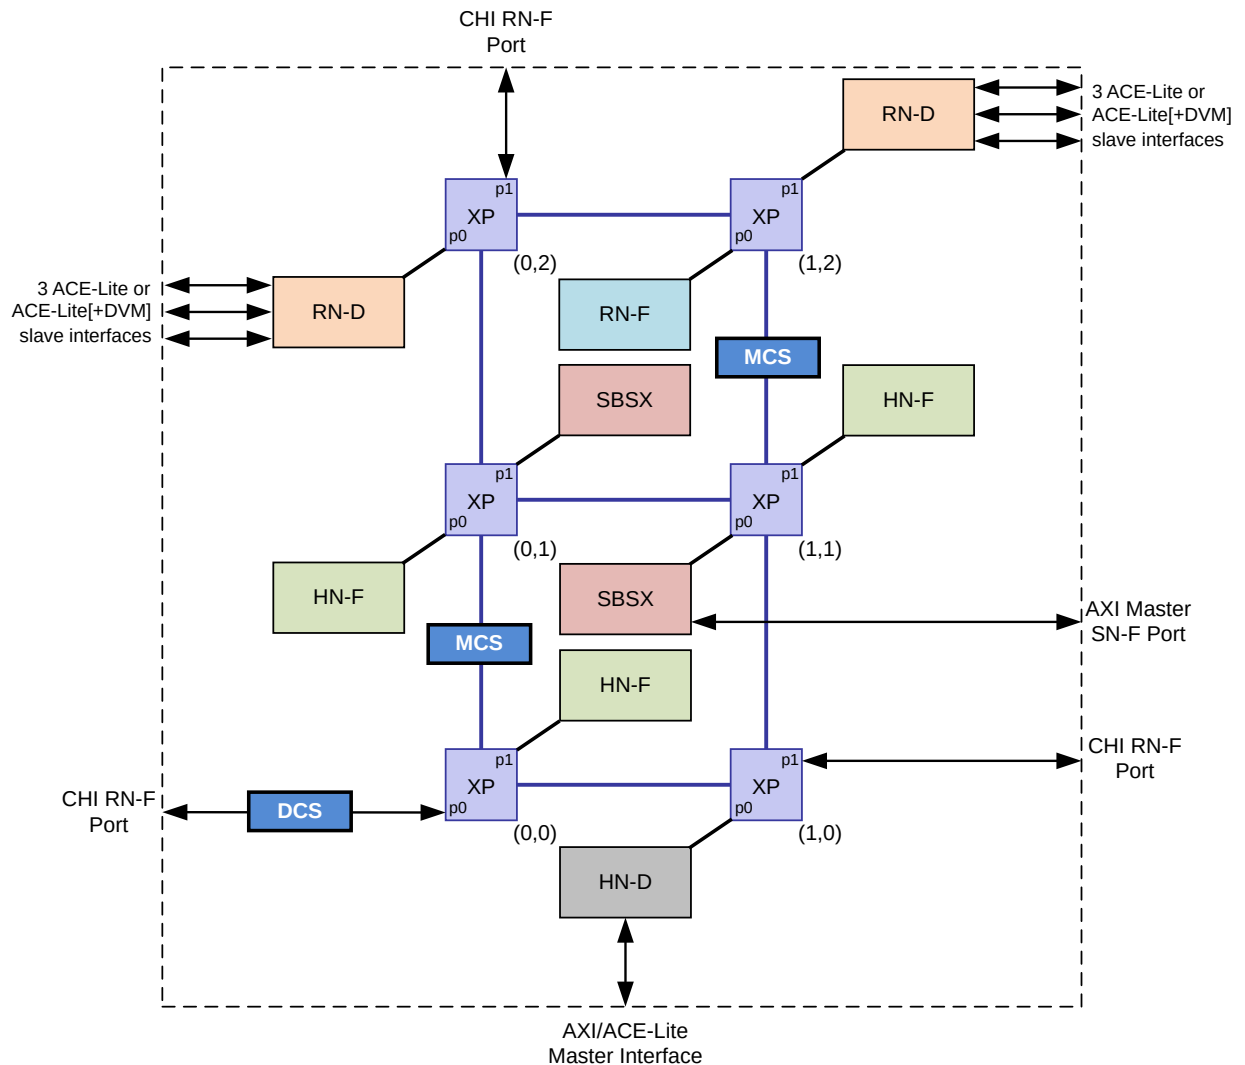 CHI RN-F
Port
RN-D
3 ACE-Lite or
ACE-Lite[+DVM]
slave interfaces
p1
XP
p0
(0,2)
p1
XP
p0
(1,2)
3 ACE-Lite or
ACE-Lite[+DVM]
slave interfaces
RN-D
RN-F
MCS
SBSX
HN-F
p1
XP
p0
(0,1)
p1
XP
p0
(1,1)
HN-F
SBSX
AXI Master
SN-F Port
MCS
HN-F
CHI RN-F
Port
p1
XP
p0
(0,0)
p1
XP
p0
(1,0)
CHI RN-F
Port
DCS
HN-D
AXI/ACE-Lite
Master Interface